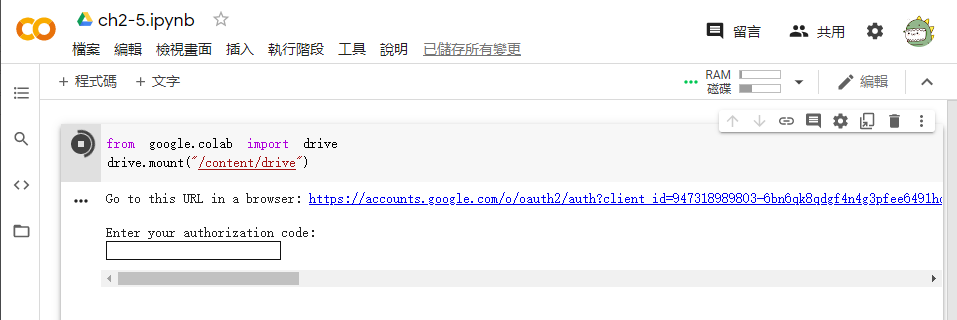 ch2-5.ipynb
檔案 編輯 檢視畫面 插入 執行階段 工具 說明 已儲存所有變更
留言 共用
+ 程式碼 + 文字
RAM
磁碟
編輯
from google.colab import drive
drive.mount("/content/drive")
Go to this URL in a browser: https://accounts.google.com/o/oauth2/auth?client_id=947318989803-6bn6qk8qdgf4n4g3pfee6491hc
Enter your authorization code: